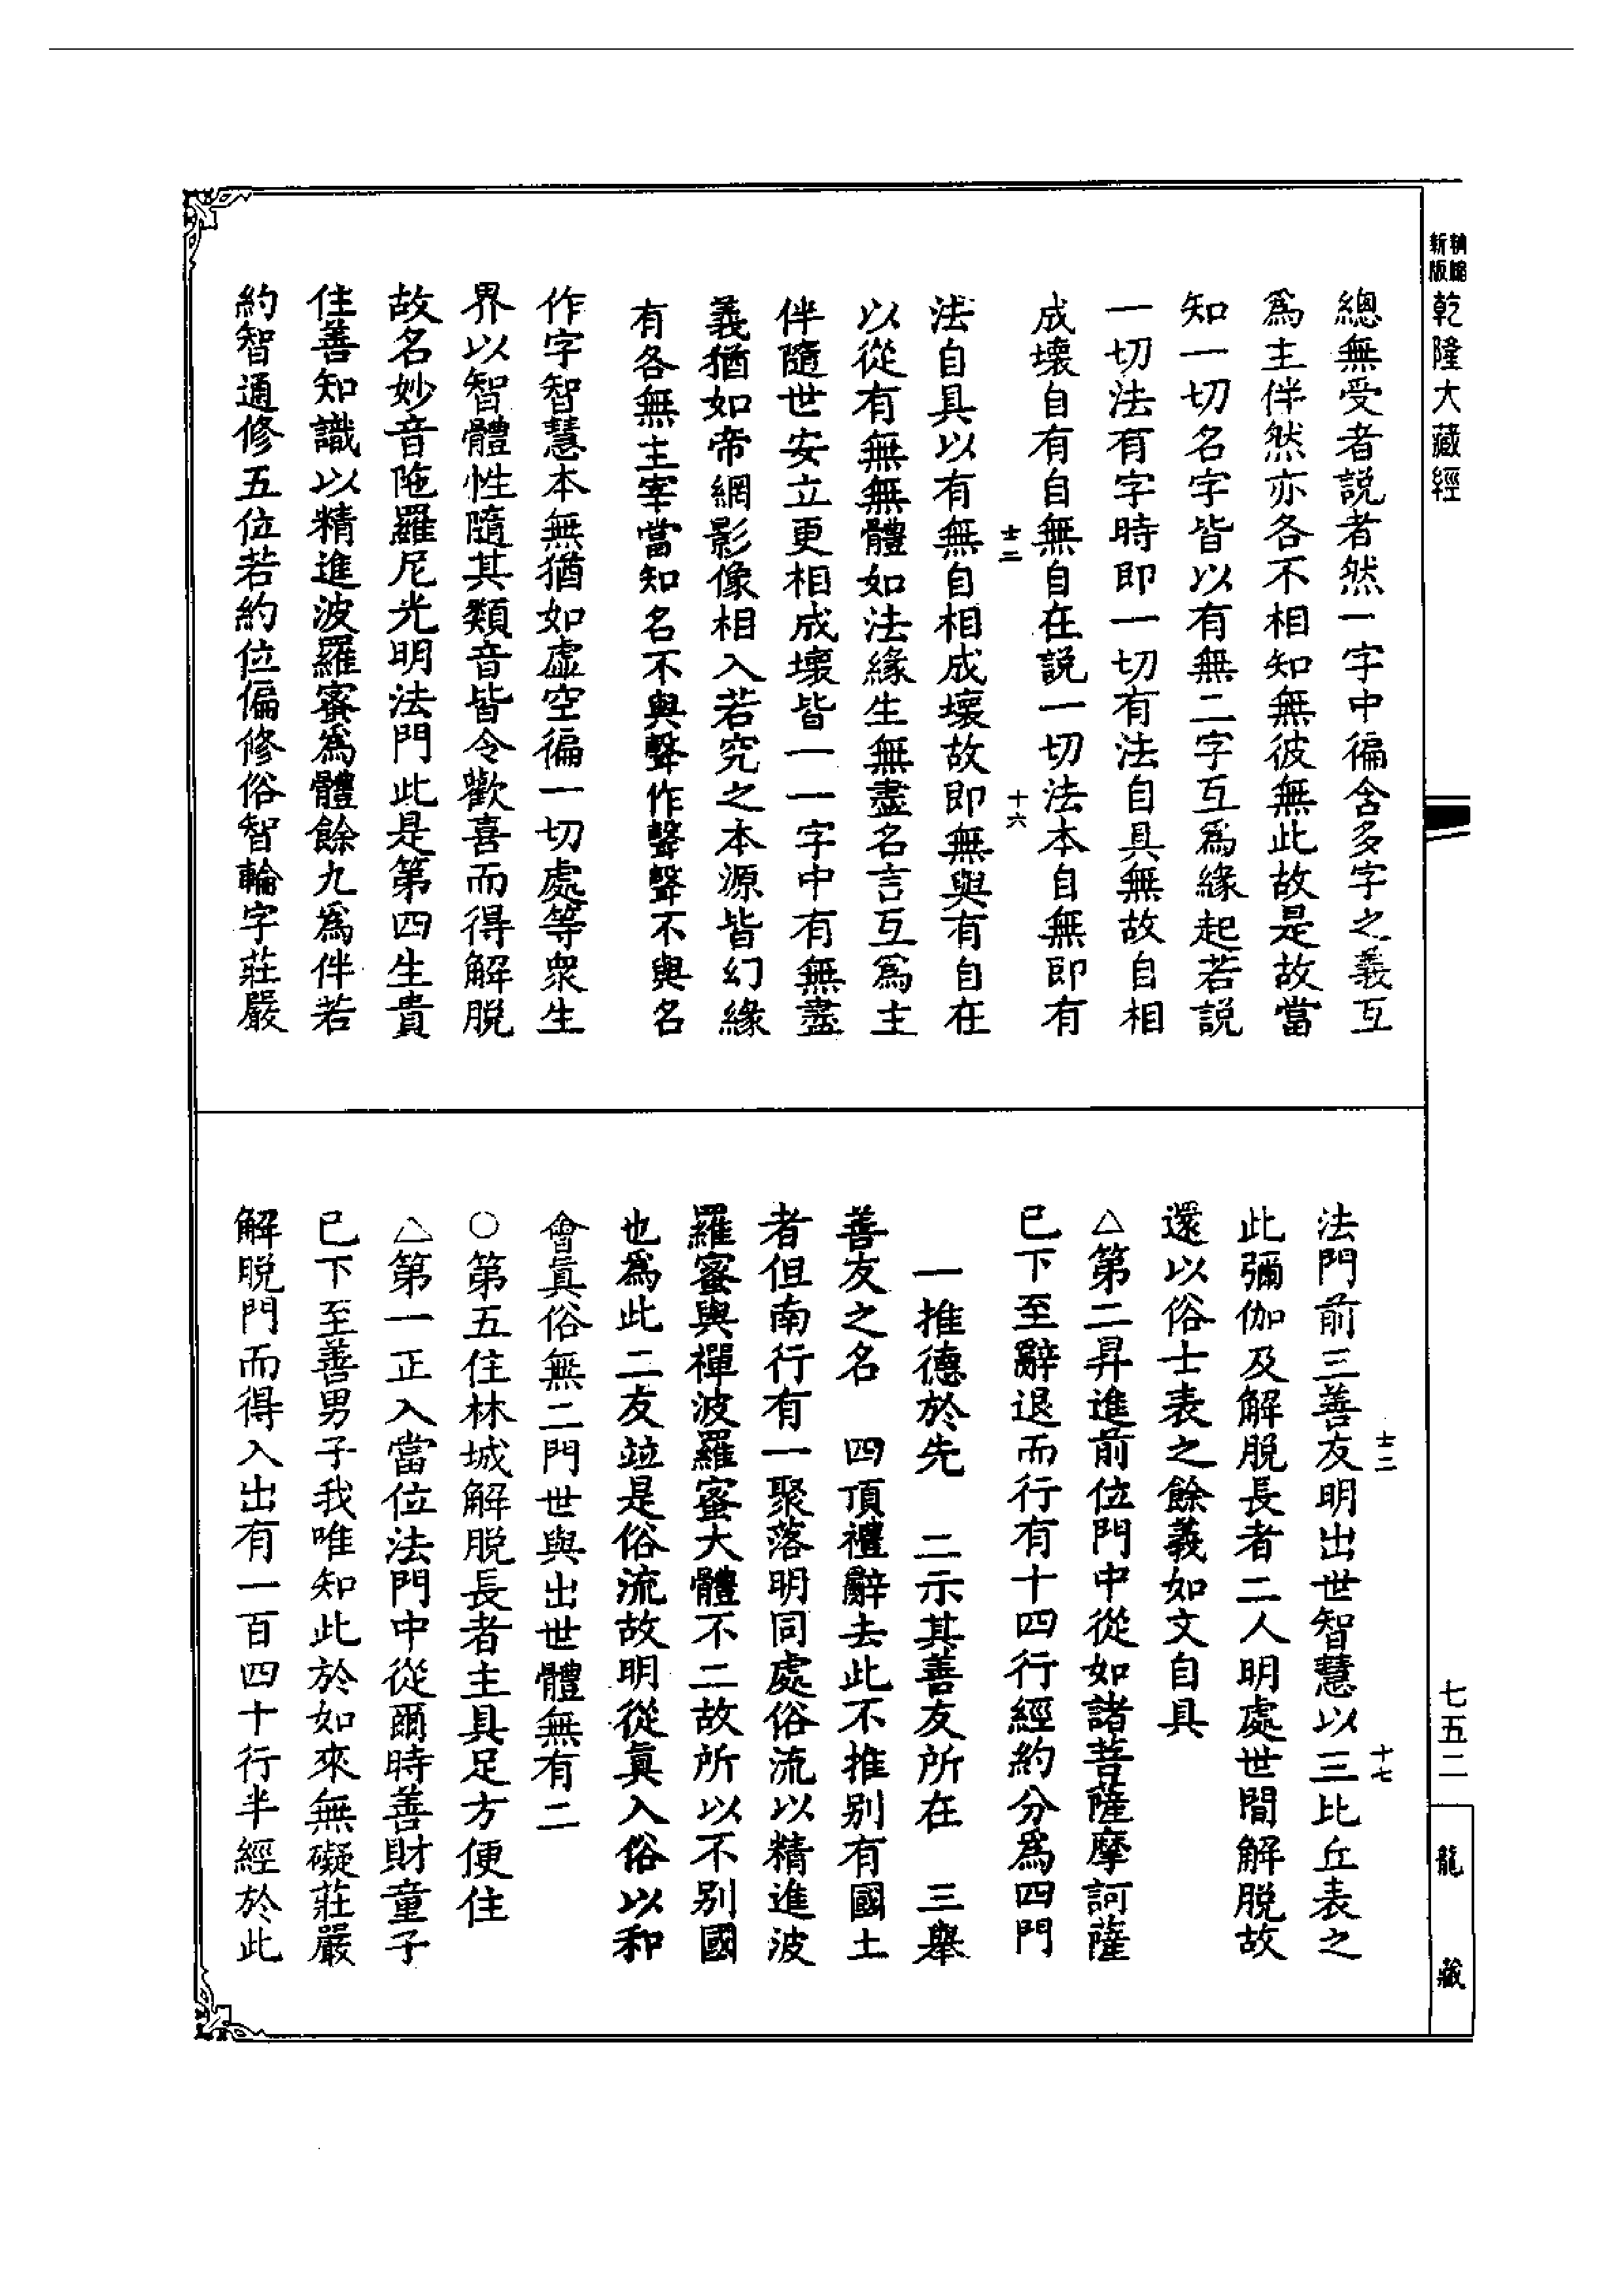 精縮
新版
乾隆大藏經
總無受者説者然一字中徧含多字之義互
爲主伴然亦各不相知無彼無此故是故當
知一切名字皆以有無二字互爲緣起若説
一切法有字時即一切有法自具無故自相
成壞自有自無自在説一切法本自無即有
士二
十六
法自具以有無自相成壞故即無與有自在
以從有無無體如法緣生無盡名言互爲主
伴隨世安立更相成壞皆一一字中有無盡
義猶如帝網影像相入若究之本源皆幻緣
有各無主宰當知名不與聲作聲聲不與名
作字智慧本無猶如虛空徧一切處等衆生
界以智體性隨其類音皆令歡喜而得解脱
故名妙音陁羅尼光明法門此是第四生貴
住善知識以精進波羅蜜爲體餘九爲伴若
約智通修五位若約位偏修俗智輪字莊嚴
士二
十七
法門前三善友明出世智慧以三比丘表之
此彌伽及解脱長者二人明處世間解脱故
還以俗士表之餘義如文自具
△第二昇進前位門中從如諸菩薩摩訶薩
已下至辭退而行有十四行經約分爲四門
一推德於先　二示其善友所在　三舉
善友之名　四頂禮辭去此不推别有國土
者但南行有一聚落明同處俗流以精進波
羅蜜與禪波羅蜜大體不二故所以不别國
也爲此二友竝是俗流故明從眞入俗以和
會眞俗無二門世與出世體無有二
○第五住林城解脱長者主具足方便住
△第一正入當位法門中從爾時善財童子
已下至善男子我唯知此於如來無礙莊嚴
解脱門而得入出有一百四十行半經於此
七五二
龍藏